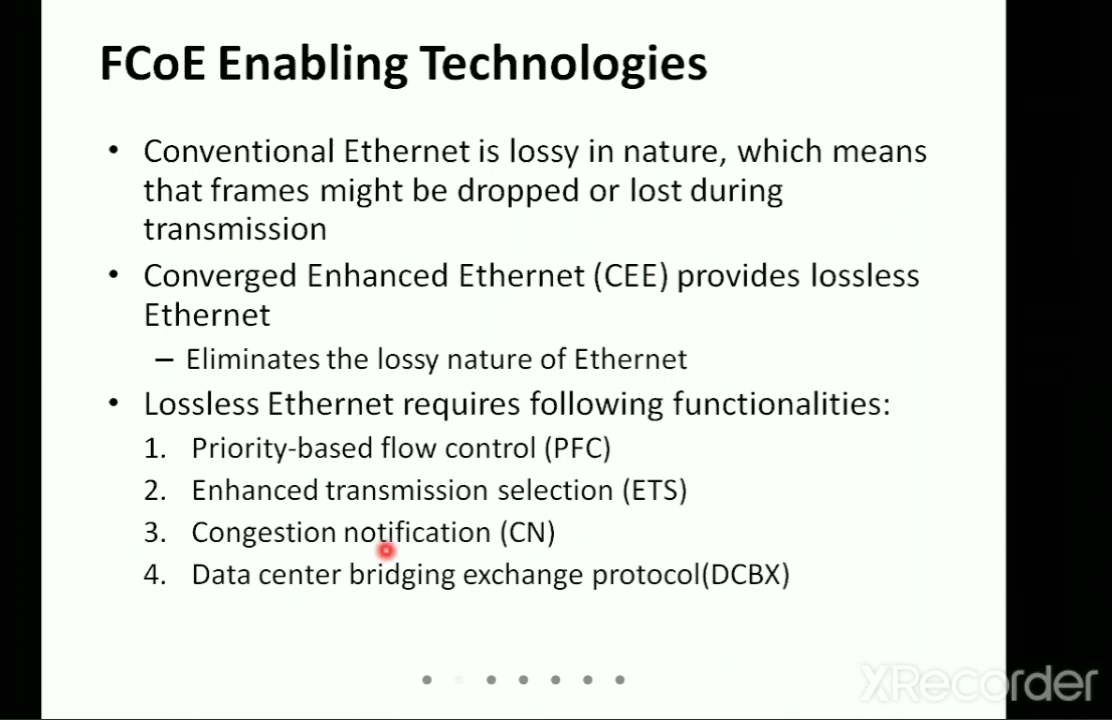 FCoE Enabling Technologies
• Conventional Ethernet is lossy in nature, which means
that frames might be dropped or lost during
transmission
• Converged Enhanced Ethernet (CEE) provides lossless
Ethernet
– Eliminates the lossy nature of Ethernet
• Lossless Ethernet requires following functionalities:
1. Priority-based flow control (PFC)
2. Enhanced transmission selection (ETS)
3. Congestion notification (CN)
4. Data center bridging exchange protocol(DCBX)
XRecorder